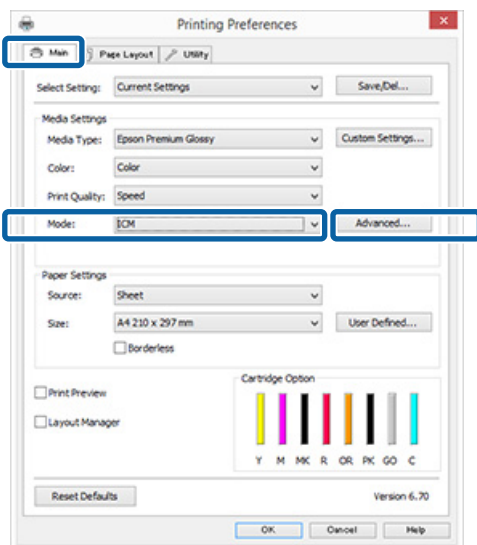 Printing Preferences
Main Page Layout Utility
Select Setting: Current Settings Save/Del...
Media Settings
Media Type: Epson Premium Glossy Custom Settings...
Color: Color
Print Quality: Speed
Mode: ICM Advanced...
Paper Settings
Source: Sheet
Size: A4 210 x 297 mm User Defined...
Borderless
Print Preview
Layout Manager
Cartridge Option
Y M MK R OR PK GO C
Reset Defaults Version 6.70
OK Cancel Help